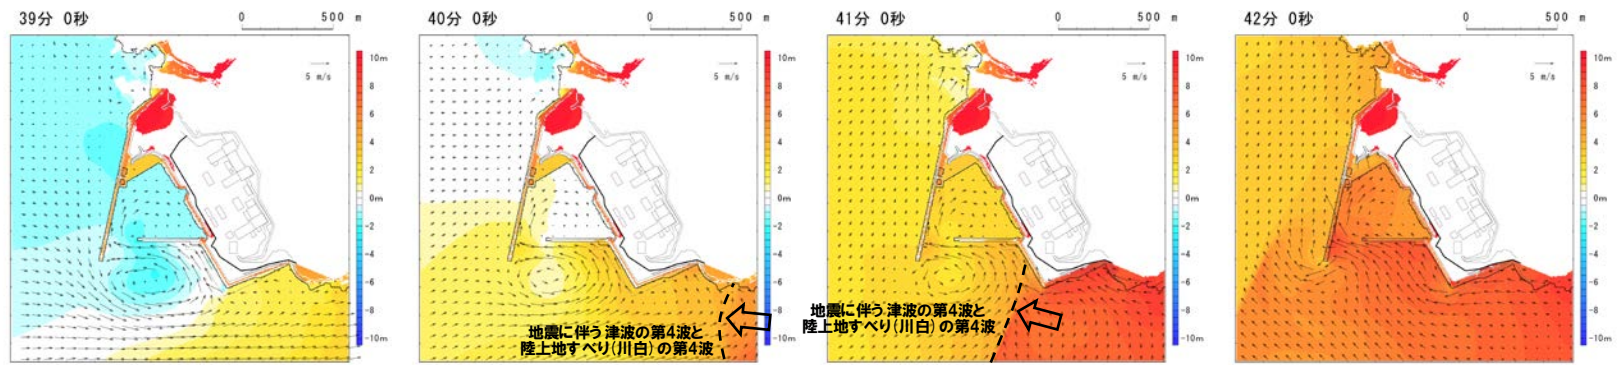 39分 0秒
0 500 m
10m
8
6
4
2
0m
-2
-4
-6
-8
-10m
5 m/s
40分 0秒
0 500 m
10m
8
6
4
2
0m
-2
-4
-6
-8
-10m
5 m/s
地震に伴う津波の第4波と
陸上地すべり(川白)の第4波
41分 0秒
0 500 m
10m
8
6
4
2
0m
-2
-4
-6
-8
-10m
5 m/s
地震に伴う津波の第4波と
陸上地すべり(川白)の第4波
42分 0秒
0 500 m
10m
8
6
4
2
0m
-2
-4
-6
-8
-10m
5 m/s